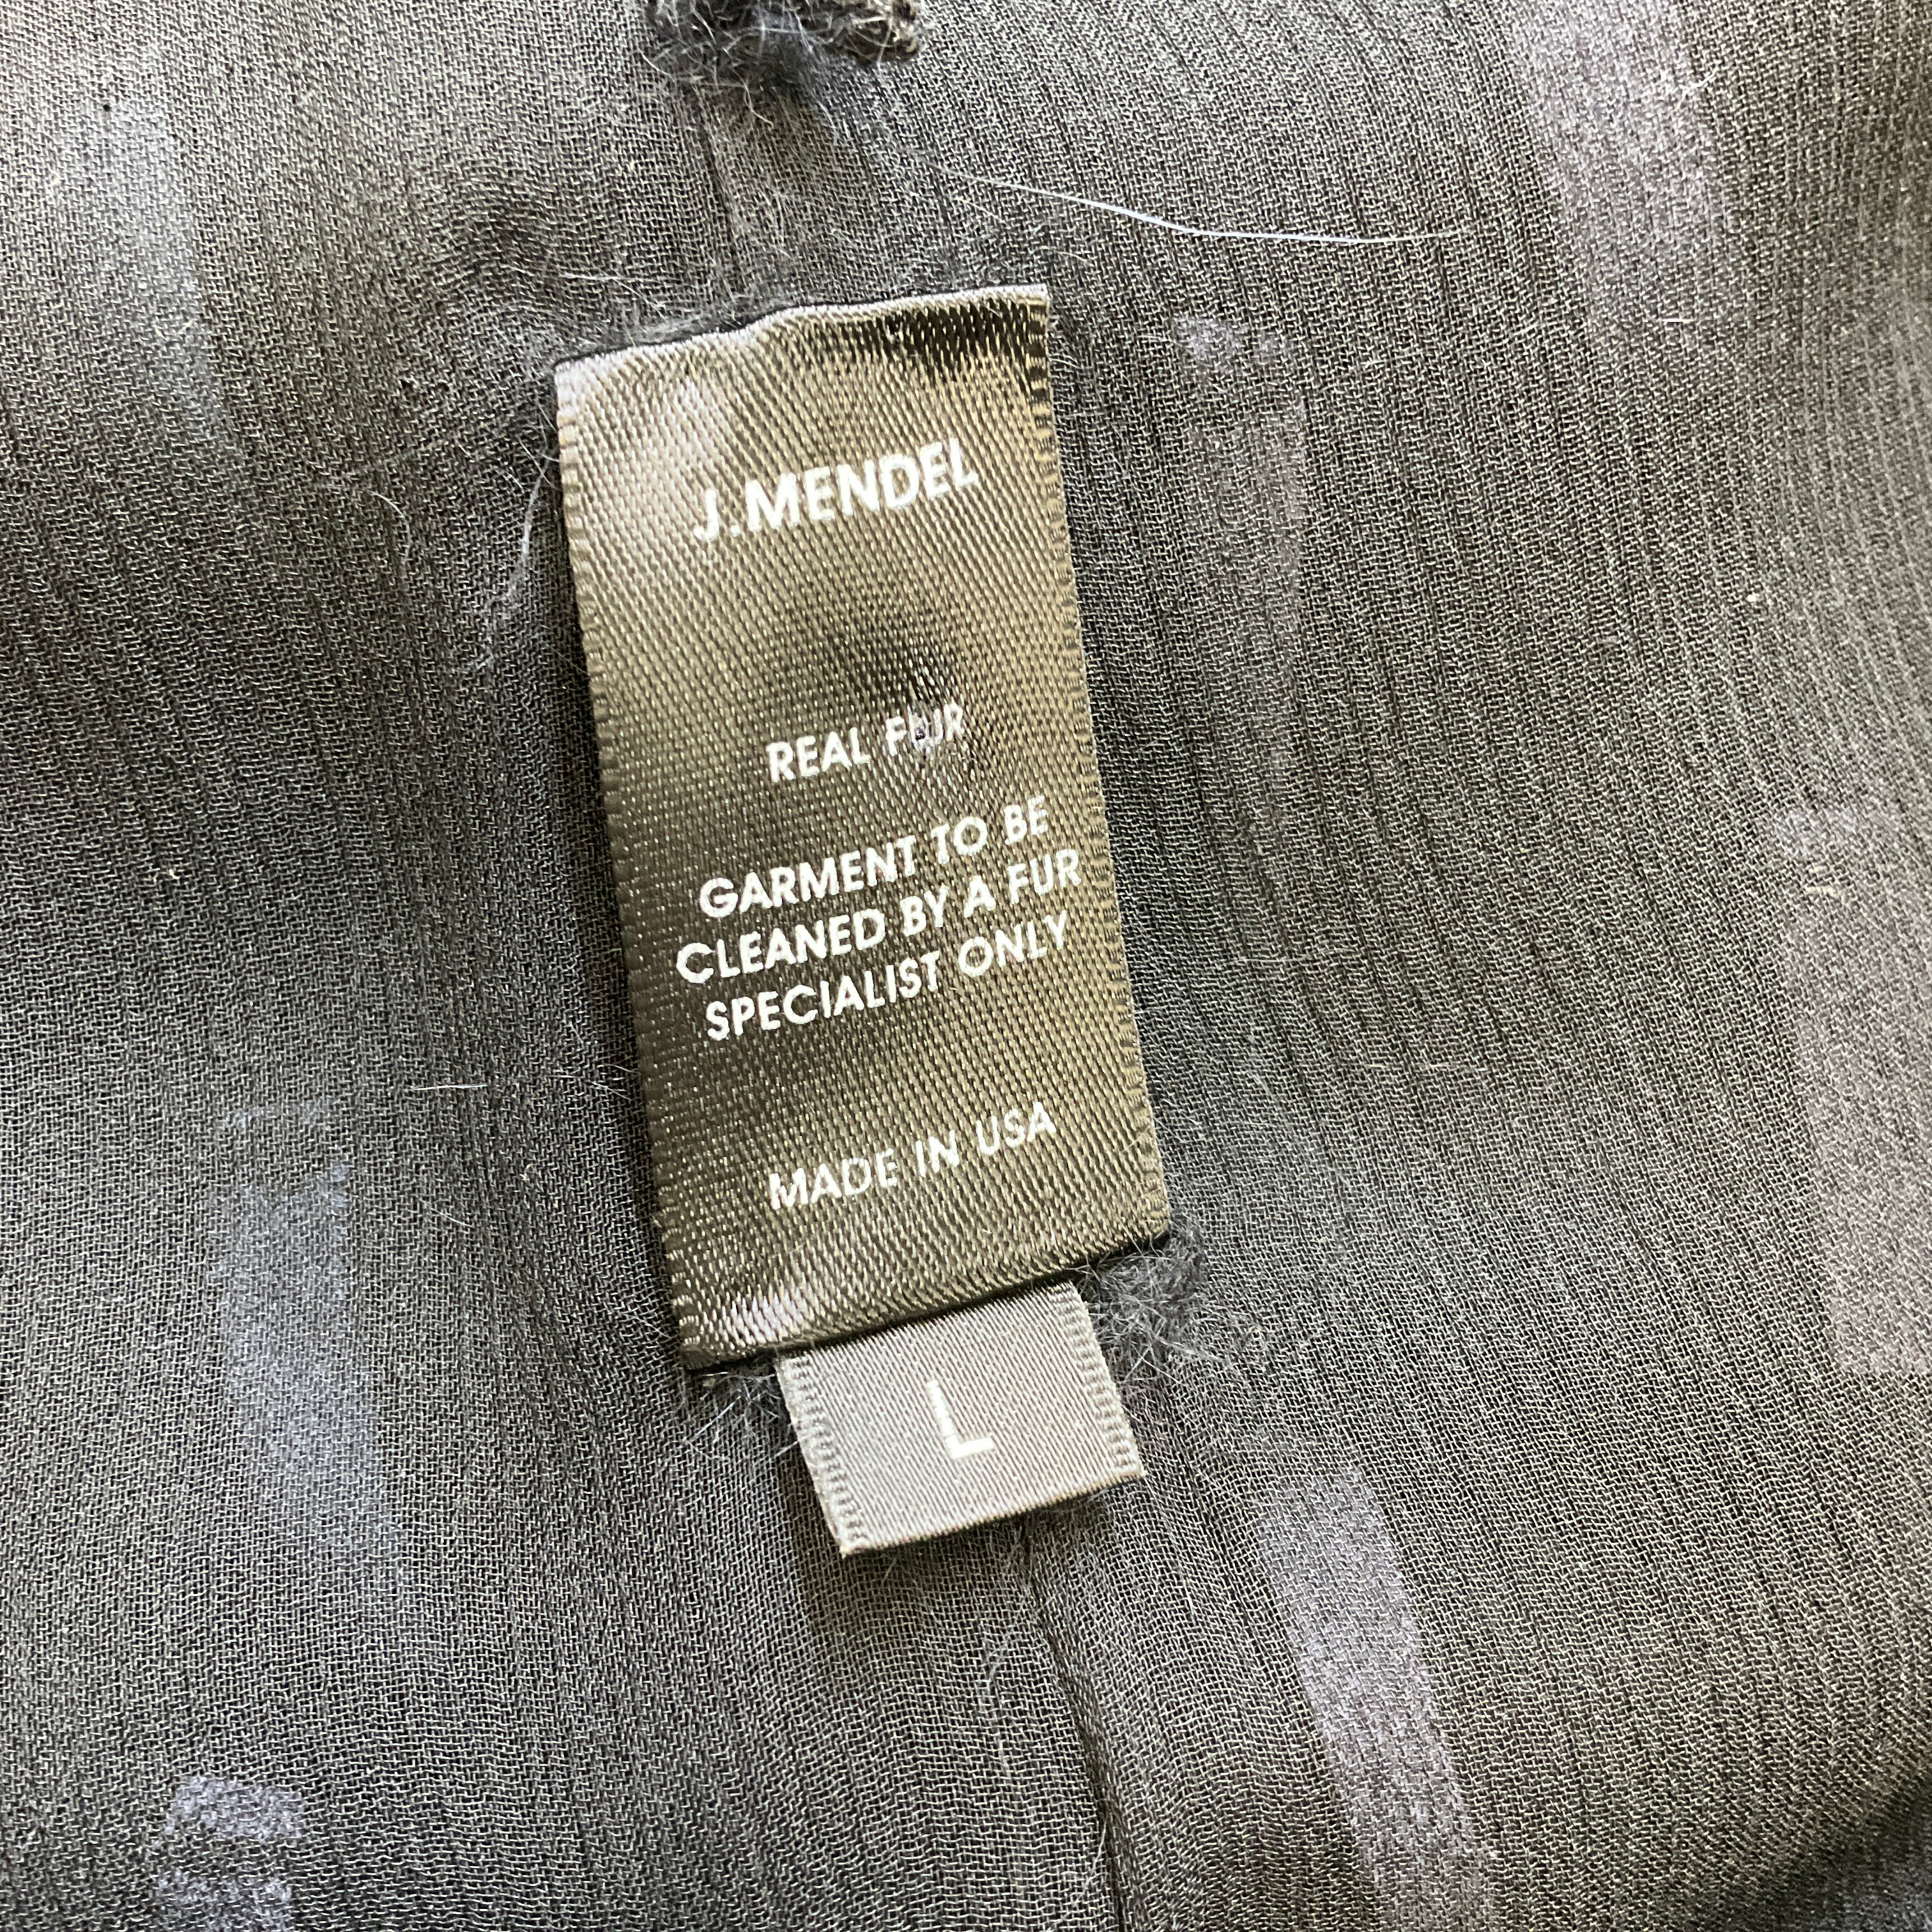 J.MENDEL
REAL FUR
GARMENT TO BE
CLEANED BY A FUR
SPECIALIST ONLY
MADE IN USA
L